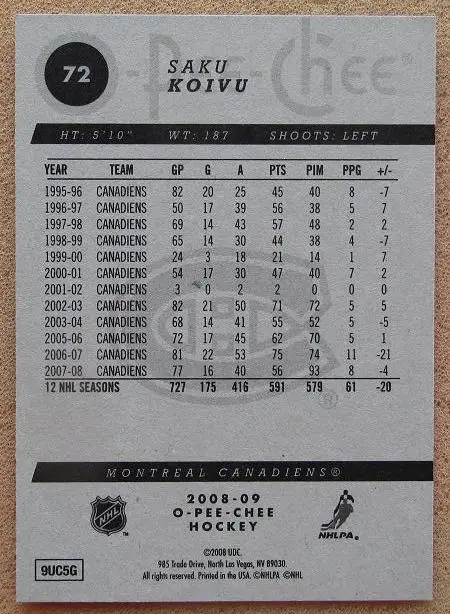 O-Pee-Chee®
72
SAKU
KOIVU
HT: 5'10" WT: 187 SHOOTS: LEFT
YEAR TEAM GP G A PTS PIM PPG +/-
1995-96 CANADIENS 82 20 25 45 40 8 -7
1996-97 CANADIENS 50 17 39 56 38 5 7
1997-98 CANADIENS 69 14 43 57 48 2 2
1998-99 CANADIENS 65 14 30 44 38 4 -7
1999-00 CANADIENS 24 3 18 21 14 1 7
2000-01 CANADIENS 54 17 30 47 40 7 2
2001-02 CANADIENS 3 0 2 2 0 0 0
2002-03 CANADIENS 82 21 50 71 72 5 5
2003-04 CANADIENS 68 14 41 55 52 5 -5
2005-06 CANADIENS 72 17 45 62 70 5 1
2006-07 CANADIENS 81 22 53 75 74 11 -21
2007-08 CANADIENS 77 16 40 56 93 8 -4
12 NHL SEASONS 727 175 416 591 579 61 -20
®
MONTREAL CANADIENS®
NHL ™
2008-09
O-PEE-CHEE
HOCKEY
NHLPA®
©2008 UDC.
985 Trade Drive, North Las Vegas, NV 89030.
All rights reserved. Printed in the USA. ©NHLPA ©NHL
9UC5G